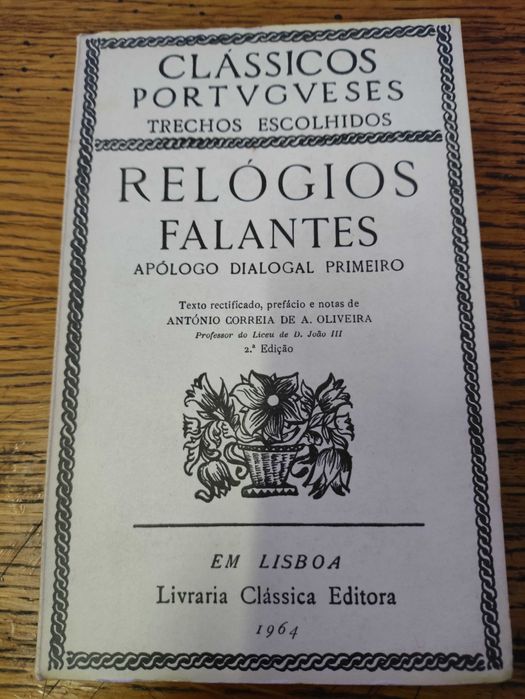 CLÁSSICOS
PORTVGVESES
TRECHOS ESCOLHIDOS
RELÓGIOS
FALANTES
APÓLOGO DIALOGAL PRIMEIRO
Texto rectificado, prefácio e notas de
ANTÓNIO CORREIA DE A. OLIVEIRA
Professor do Liceu de D. João III
2.ª Edição
EM LISBOA
Livraria Clássica Editora
1964